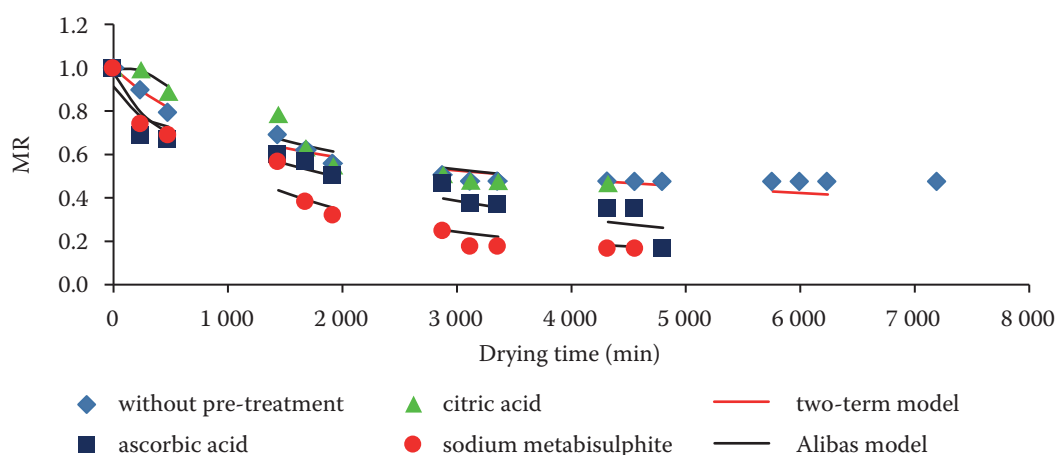 1.2
1.0
0.8
0.6
0.4
0.2
0.0
MR
0 1 000 2 000 3 000 4 000 5 000 6 000 7 000 8 000
Drying time (min)
without pre-treatment citric acid two-term model
ascorbic acid sodium metabisulphite Alibas model